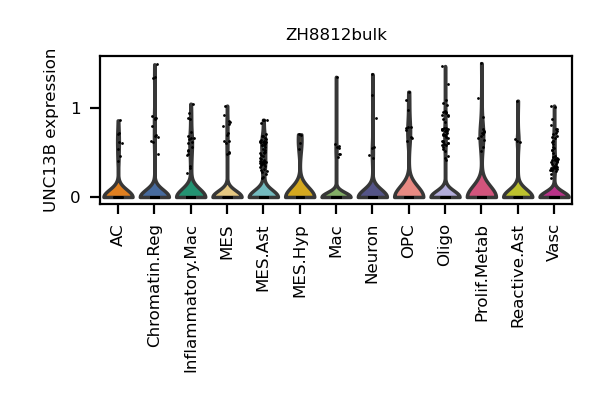 ZH8812bulk
UNC13B expression
1
0
AC
Chromatin.Reg
Inflammatory.Mac
MES
MES.Ast
MES.Hyp
Mac
Neuron
OPC
Oligo
Prolif.Metab
Reactive.Ast
Vasc